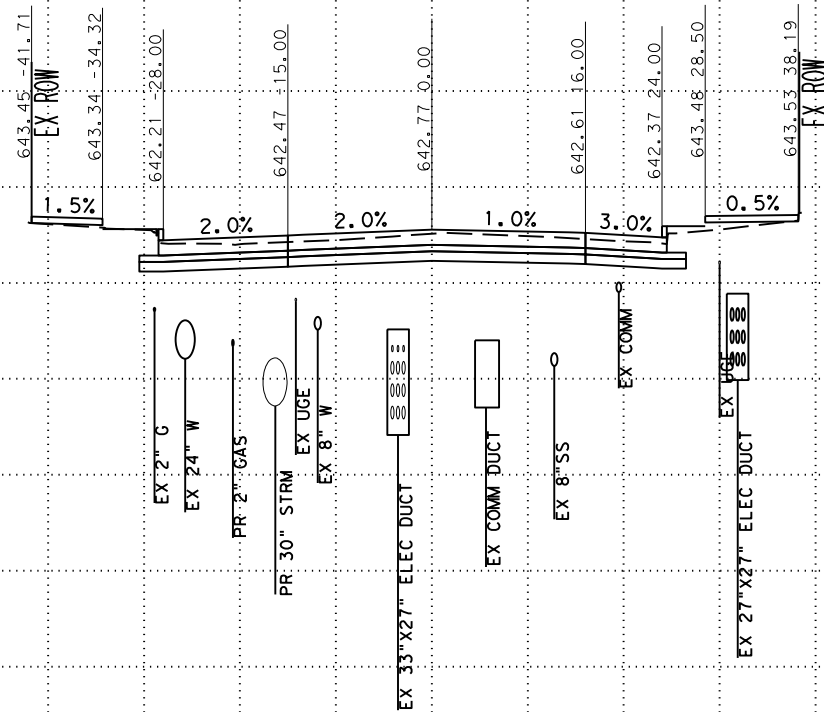 643.45 -41.71
EX ROW
643.34 -34.32
642.21 -28.00
642.47 -15.00
642.77 0.00
642.61 16.00
642.37 24.00
643.48 28.50
643.53 38.19
EX ROW
1.5%
2.0%
2.0%
1.0%
3.0%
0.5%
EX 2" G
EX 24" W
PR 2" GAS
PR 30" STRM
EX UGE
EX 8" W
EX 33"X27" ELEC DUCT
EX COMM DUCT
EX 8"SS
EX COMM
EX UGE
EX 27"X27" ELEC DUCT